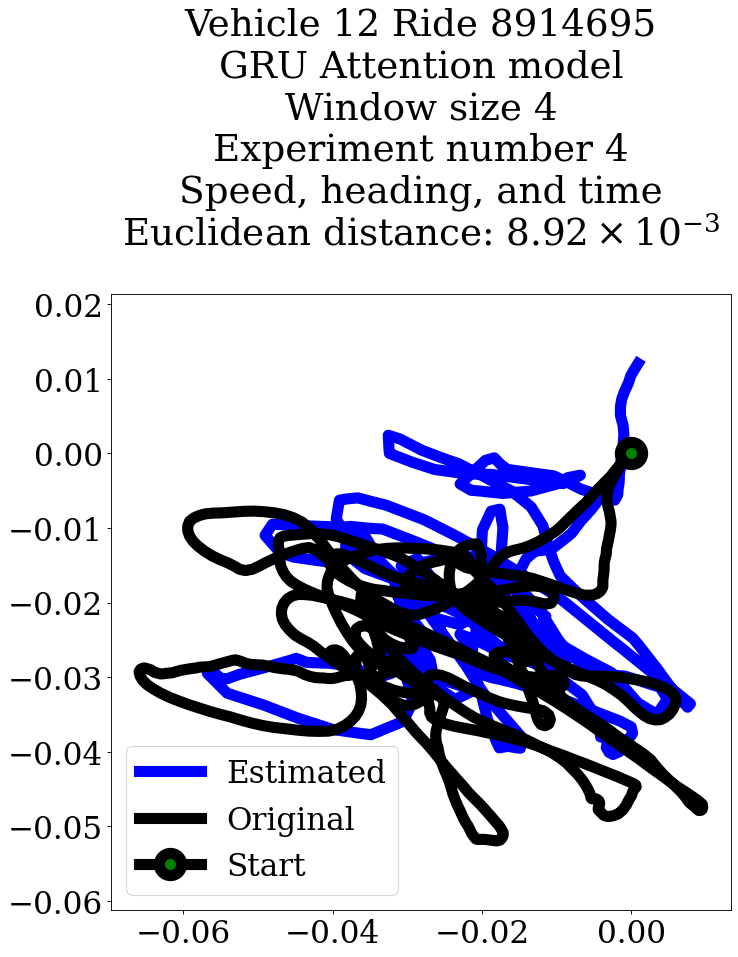 Vehicle 12 Ride 8914695
GRU Attention model
Window size 4
Experiment number 4
Speed, heading, and time
Euclidean distance: 8.92 × 10⁻³
0.02
0.01
0.00
−0.01
−0.02
−0.03
−0.04
−0.05
−0.06
Estimated
Original
Start
−0.06 −0.04 −0.02 0.00